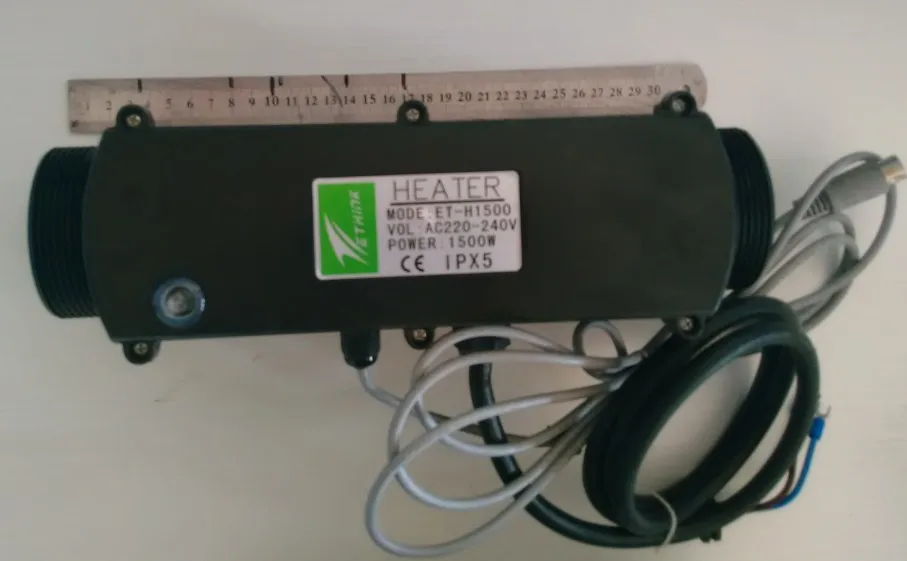 1 2 3 4 5 6 7 8 9 10 11 12 13 14 15 16 17 18 19 20 21 22 23 24 25 26 27 28 29 30
ETHINK
HEATER
MODE:ET-H1500
VOL:AC220-240V
POWER:1500W
CE IPX5